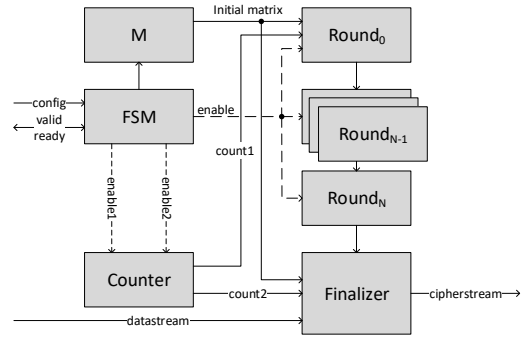 Initial matrix
M
Round0
config
FSM
enable
valid
ready
count1
RoundN-1
enable1
enable2
RoundN
Counter
count2
Finalizer
cipherstream
datastream